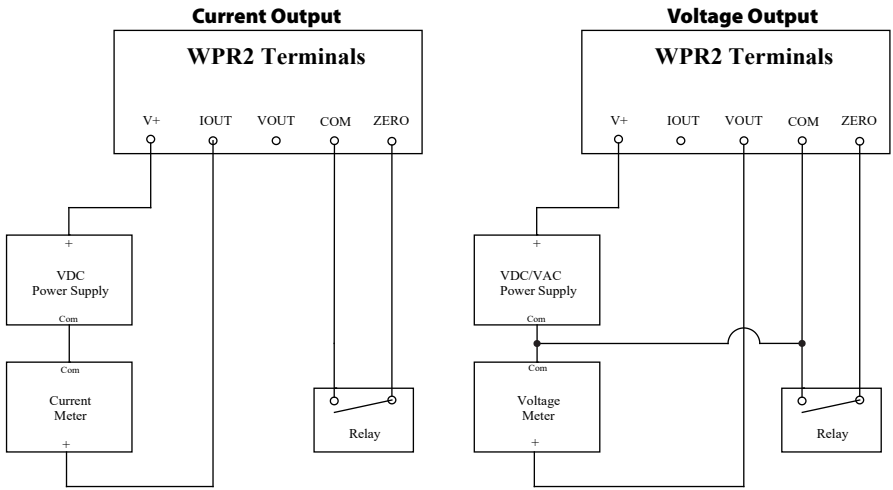 Current Output
WPR2 Terminals
V+ IOUT VOUT COM ZERO
+
VDC
Power Supply
Com
Com
Current
Meter
+
Relay
Voltage Output
WPR2 Terminals
V+ IOUT VOUT COM ZERO
+
VDC/VAC
Power Supply
Com
Com
Voltage
Meter
+
Relay